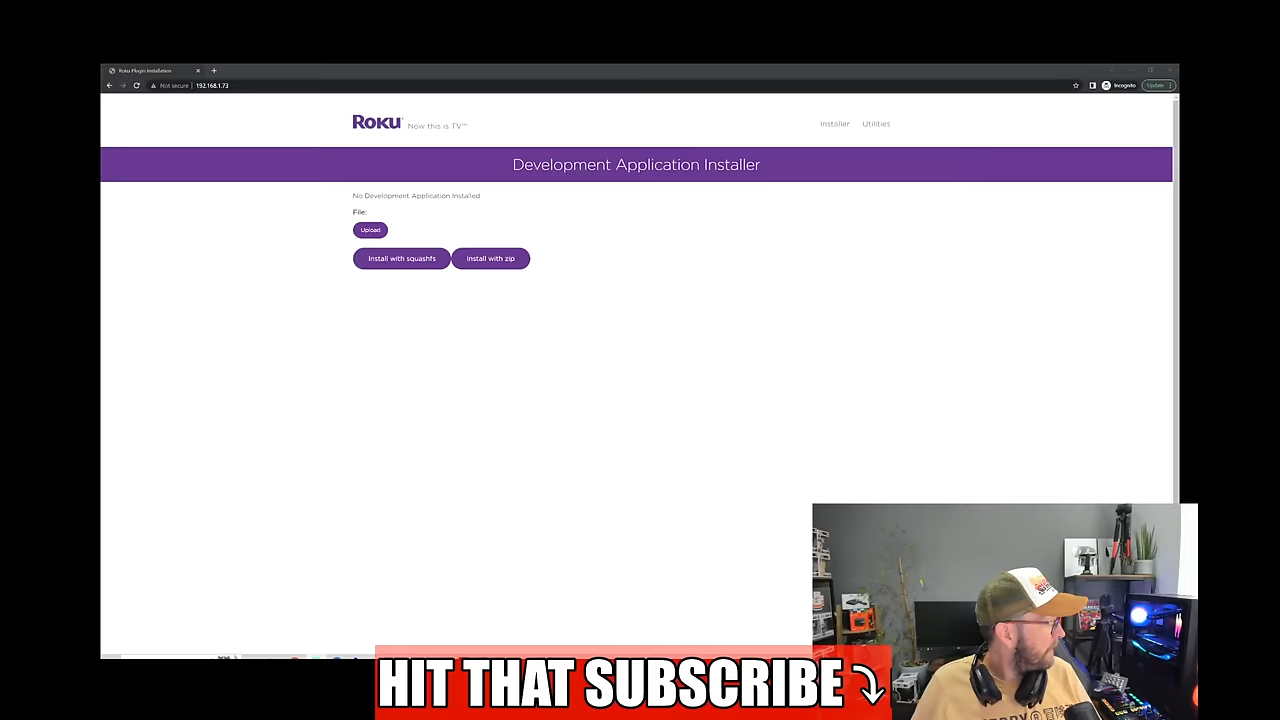 Roku Plugin Installation
Not secure
192.168.1.73
Incognito
Update
Roku
Now this is TV™
Installer
Utilities
Development Application Installer
No Development Application Installed
File:
Upload
Install with squashfs
Install with zip
HIT THAT SUBSCRIBE